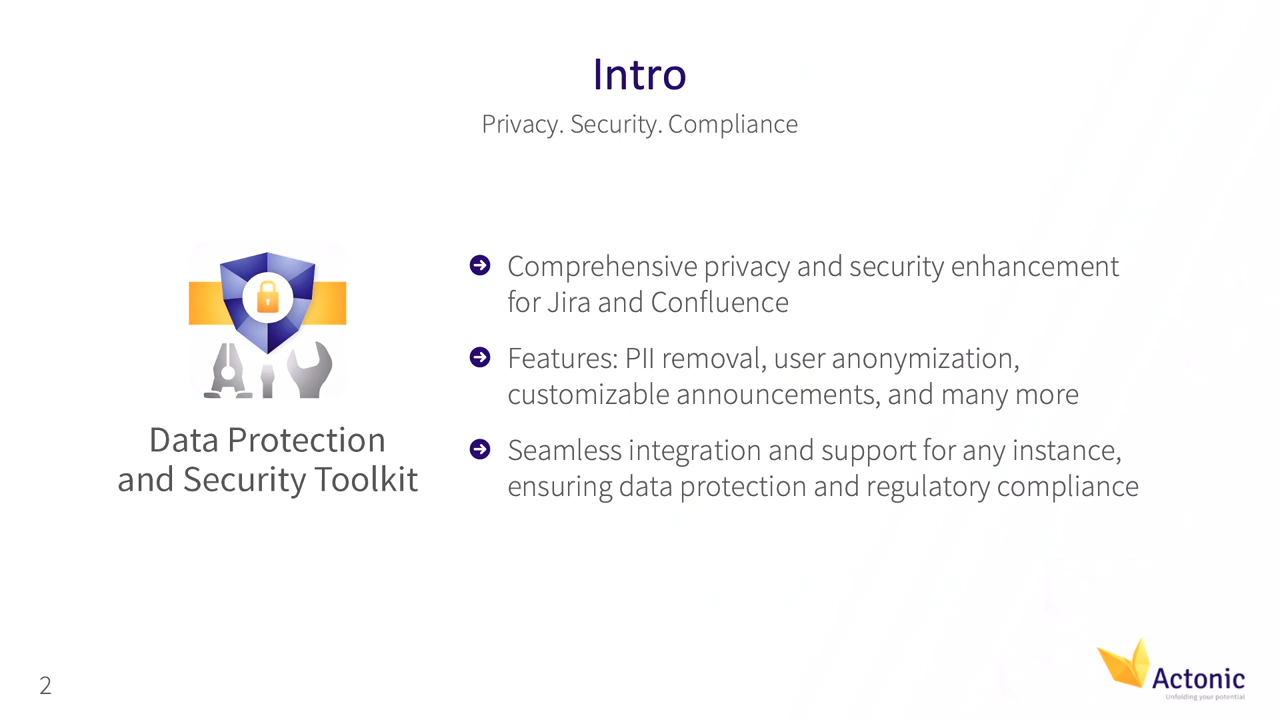 Intro
Privacy. Security. Compliance
Comprehensive privacy and security enhancement
for Jira and Confluence
Features: PII removal, user anonymization,
customizable announcements, and many more
Seamless integration and support for any instance,
ensuring data protection and regulatory compliance
Data Protection
and Security Toolkit
2
Actonic
Unfolding your potential